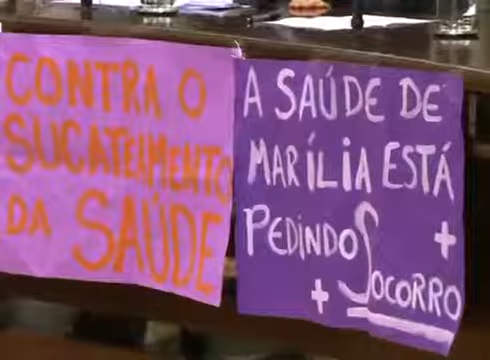 CONTRA O
SUCATEAMENTO
DA SAÚDE
A SAÚDE DE
MARÍLIA ESTÁ
PEDINDO
SOCORRO